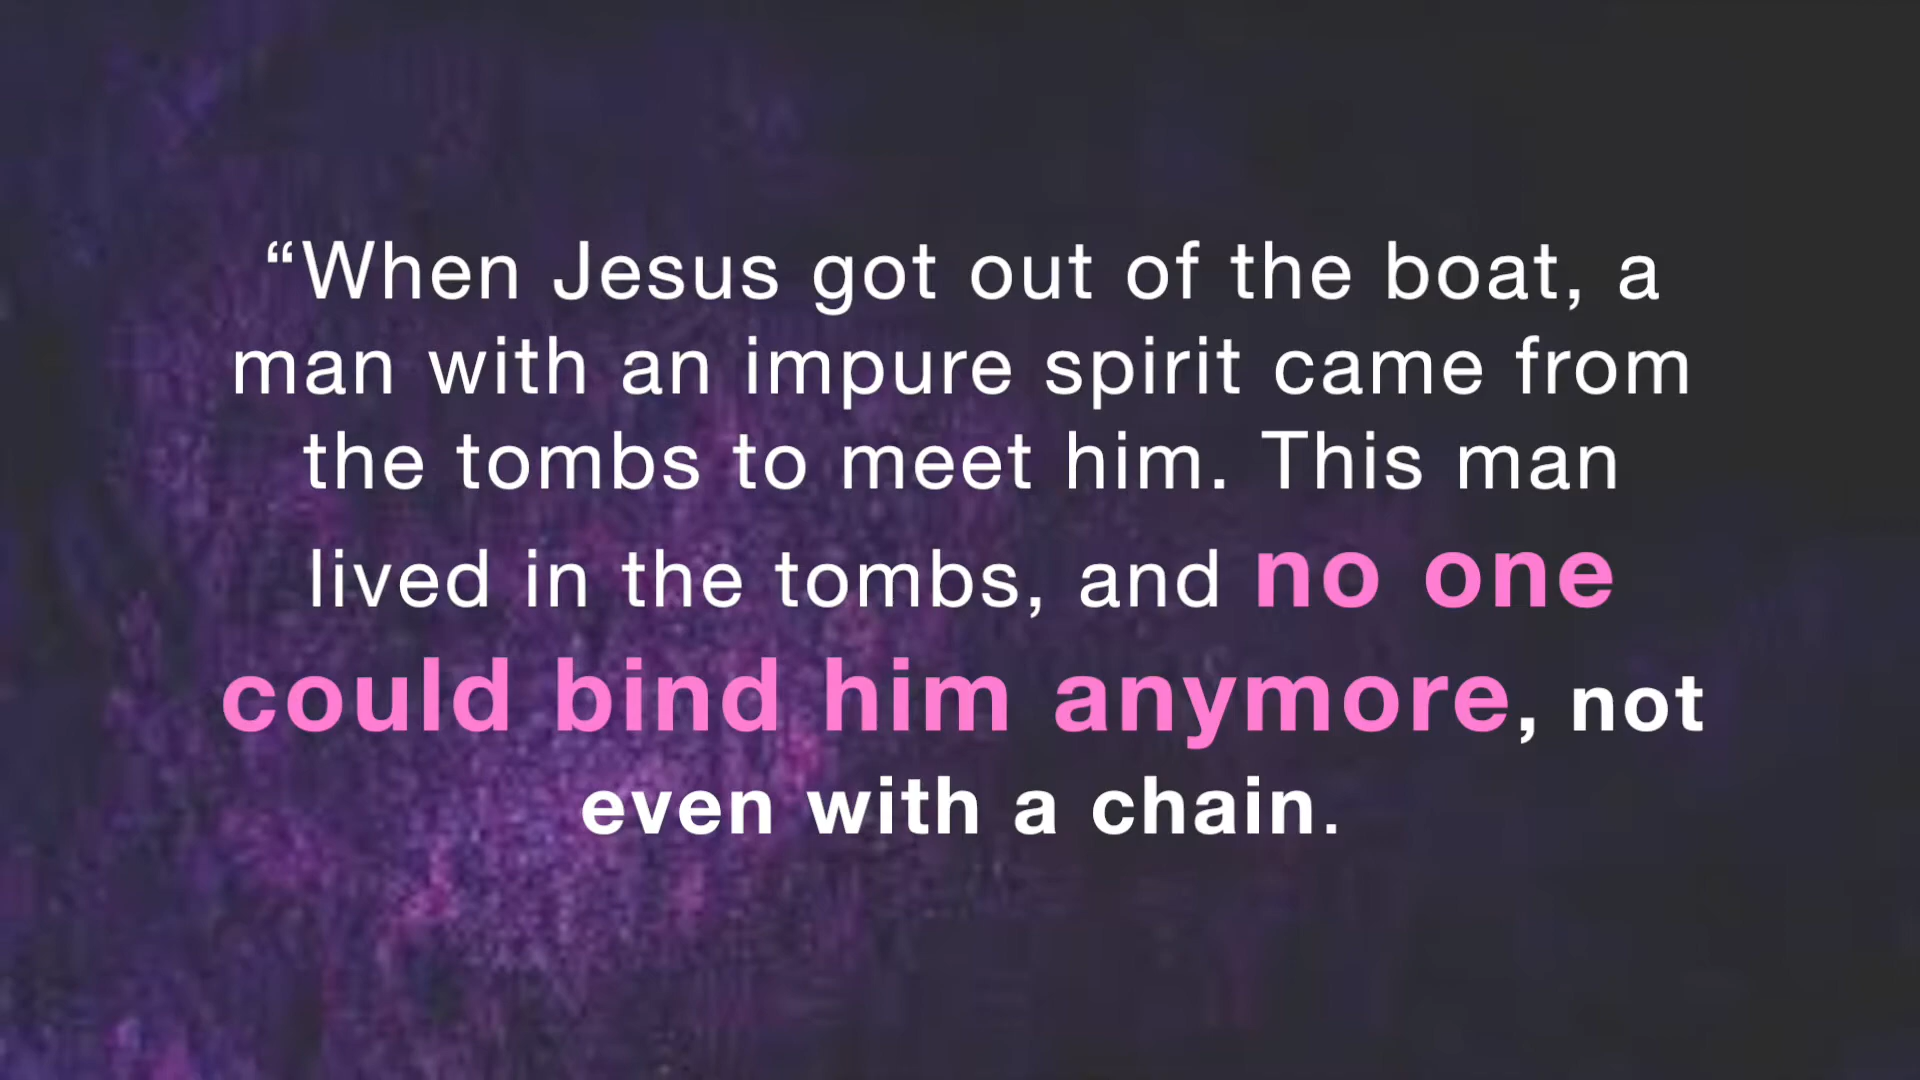 “When Jesus got out of the boat, a
man with an impure spirit came from
the tombs to meet him. This man
lived in the tombs, and no one
could bind him anymore, not
even with a chain.